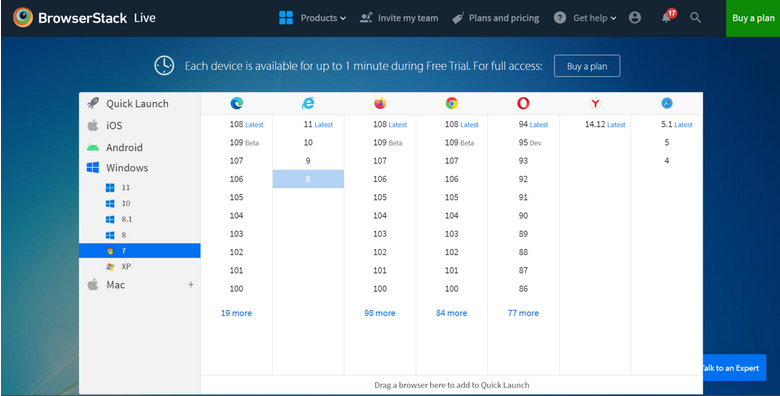 BrowserStack Live
Products
Invite my team
Plans and pricing
Get help
17
Buy a plan
Each device is available for up to 1 minute during Free Trial. For full access:
Buy a plan
Quick Launch
iOS
Android
Windows
11
10
8.1
8
7
XP
Mac +
108 Latest 11 Latest 108 Latest 108 Latest 94 Latest 14.12 Latest 5.1 Latest
109 Beta 10 109 Beta 109 Beta 95 Dev 5
107 9 107 107 93 4
106 8 106 106 92
105 105 105 91
104 104 104 90
103 103 103 89
102 102 102 88
101 101 101 87
100 100 100 86
19 more 98 more 84 more 77 more
Drag a browser here to add to Quick Launch
Talk to an Expert